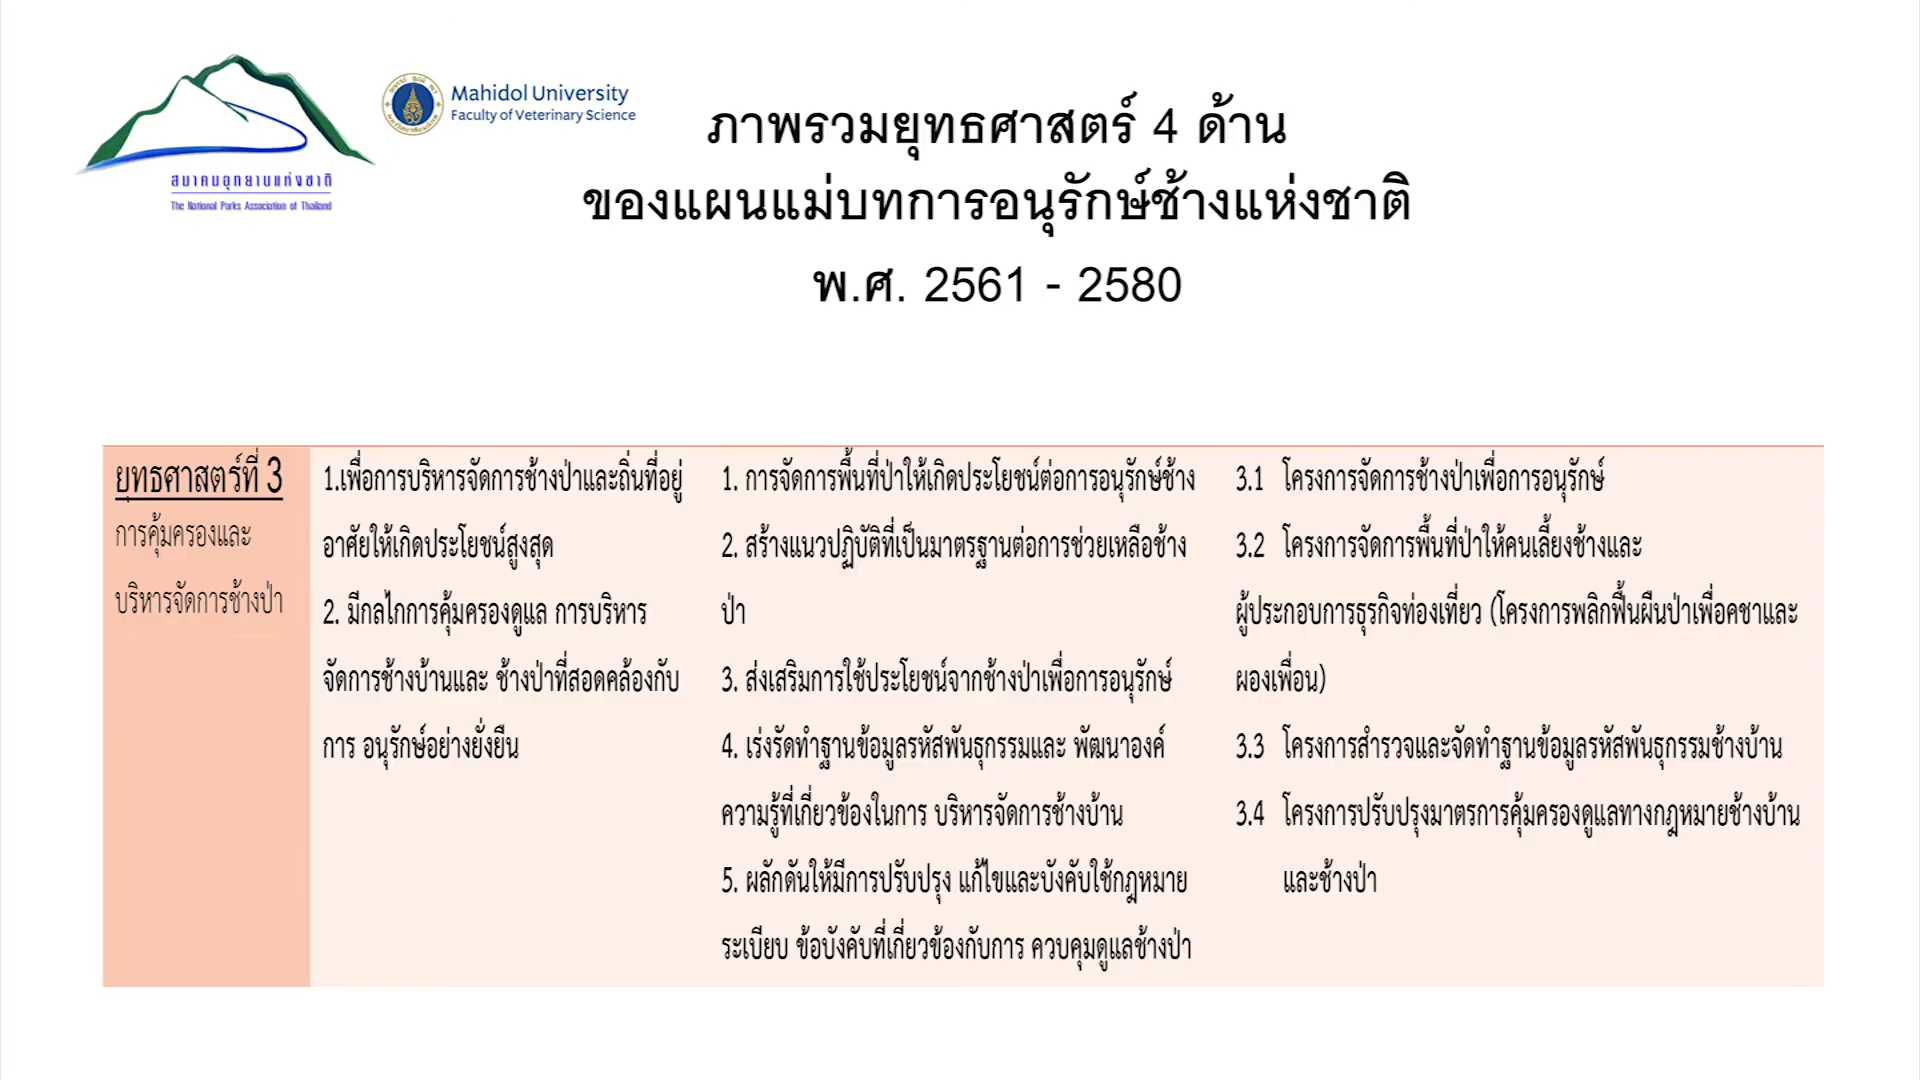 สมาคมอุทยานแห่งชาติ
The National Parks Association of Thailand
Mahidol University
Faculty of Veterinary Science
ภาพรวมยุทธศาสตร์ 4 ด้าน
ของแผนแม่บทการอนุรักษ์ช้างแห่งชาติ
พ.ศ. 2561 - 2580
ยุทธศาสตร์ที่ 3
การคุ้มครองและ
บริหารจัดการช้างป่า
1.เพื่อการบริหารจัดการช้างป่าและถิ่นที่อยู่
อาศัยให้เกิดประโยชน์สูงสุด
2. มีกลไกการคุ้มครองดูแล การบริหาร
จัดการช้างบ้านและ ช้างป่าที่สอดคล้องกับ
การ อนุรักษ์อย่างยั่งยืน
1. การจัดการพื้นที่ป่าให้เกิดประโยชน์ต่อการอนุรักษ์ช้าง
2. สร้างแนวปฏิบัติที่เป็นมาตรฐานต่อการช่วยเหลือช้าง
ป่า
3. ส่งเสริมการใช้ประโยชน์จากช้างป่าเพื่อการอนุรักษ์
4. เร่งรัดทำฐานข้อมูลรหัสพันธุกรรมและ พัฒนาองค์
ความรู้ที่เกี่ยวข้องในการ บริหารจัดการช้างบ้าน
5. ผลักดันให้มีการปรับปรุง แก้ไขและบังคับใช้กฎหมาย
ระเบียบ ข้อบังคับที่เกี่ยวข้องกับการ ควบคุมดูแลช้างป่า
3.1 โครงการจัดการช้างป่าเพื่อการอนุรักษ์
3.2 โครงการจัดการพื้นที่ป่าให้คนเลี้ยงช้างและ
ผู้ประกอบการธุรกิจท่องเที่ยว (โครงการพลิกฟื้นผืนป่าเพื่อคชาและ
ผองเพื่อน)
3.3 โครงการสำรวจและจัดทำฐานข้อมูลรหัสพันธุกรรมช้างบ้าน
3.4 โครงการปรับปรุงมาตรการคุ้มครองดูแลทางกฎหมายช้างบ้าน
และช้างป่า